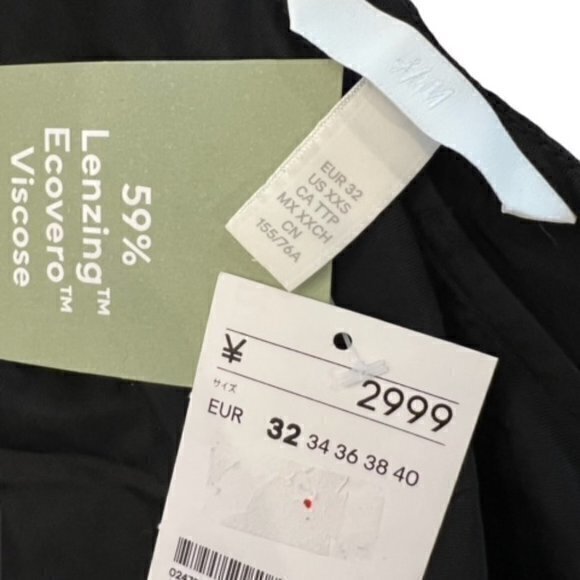 H&M
59%
Lenzing™
Ecovero™
Viscose
EUR 32
US XXS
CA TTP
MX XXCH
CN
155/76A
¥ 2999
サイズ
EUR 32 34 36 38 40